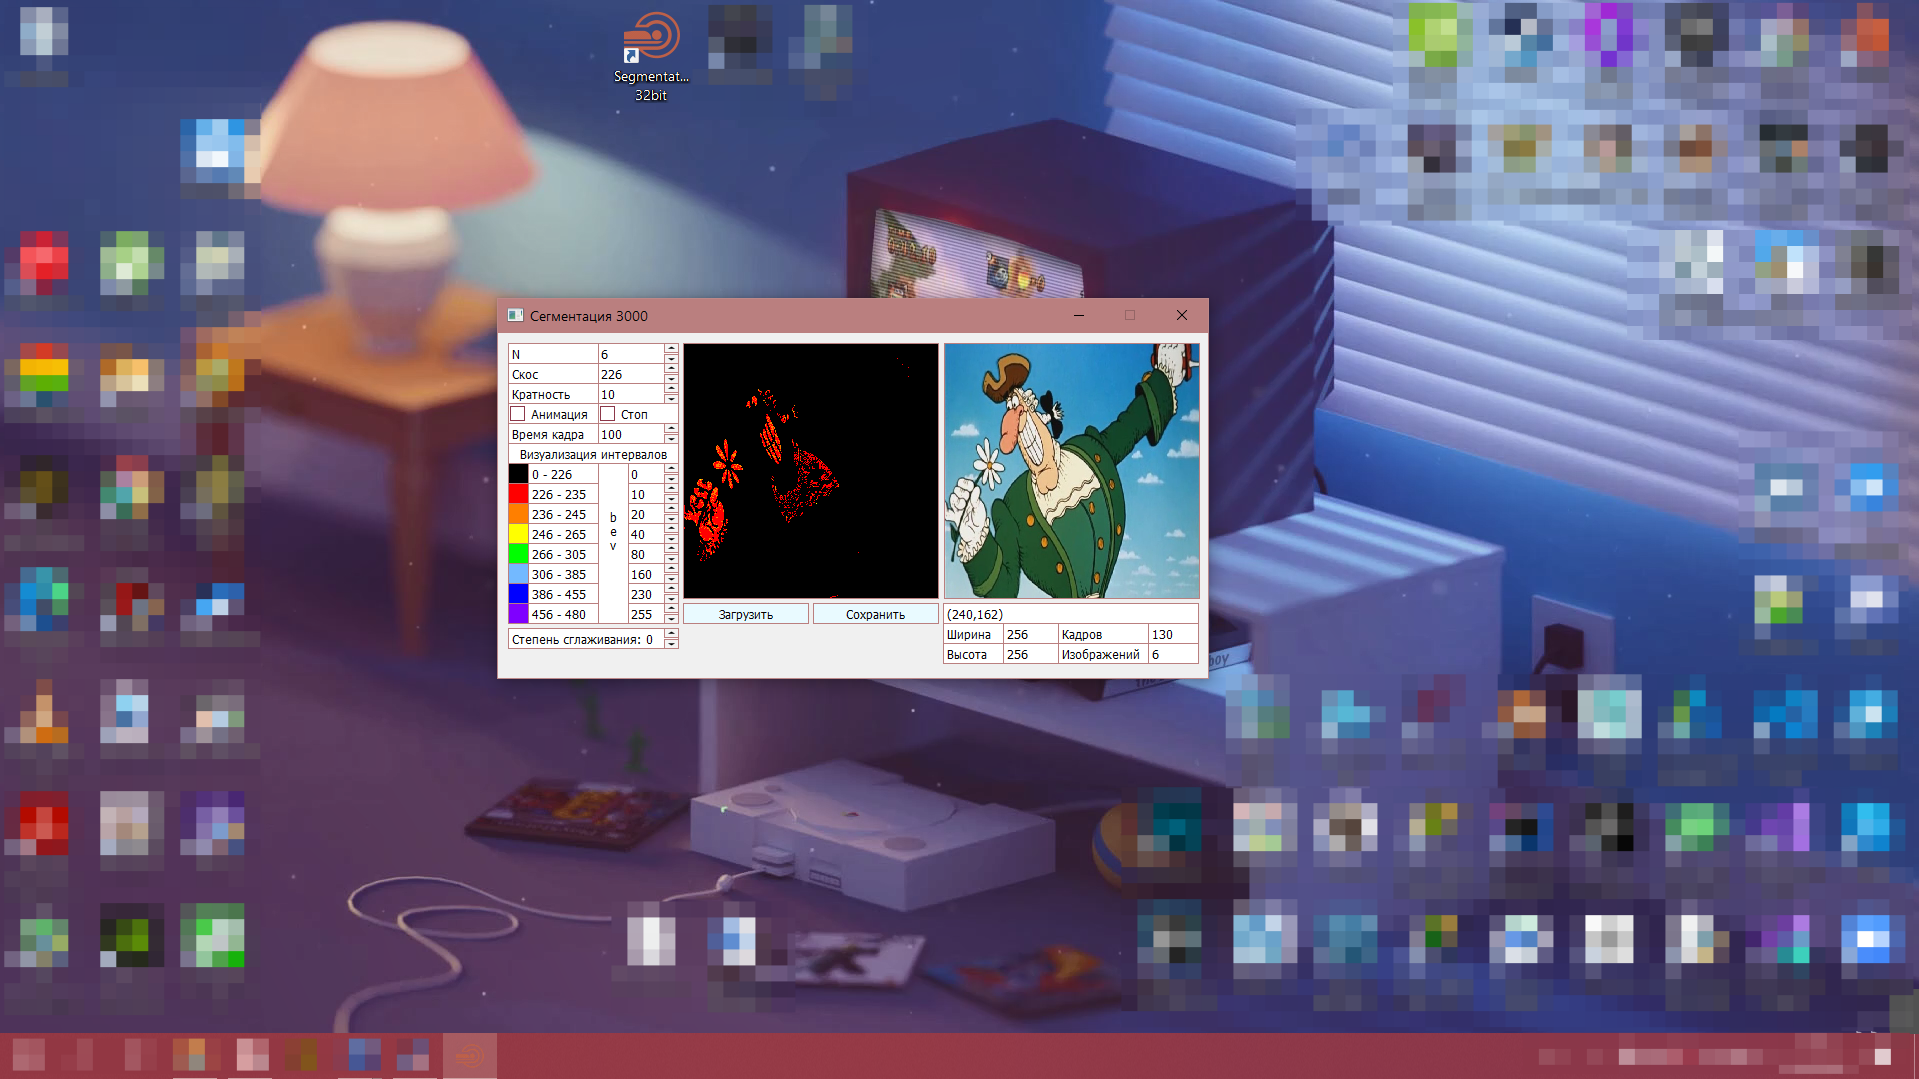 Segmentat...
32bit
Сегментация 3000
N 6
Скос 226
Кратность 10
Анимация Стоп
Время кадра 100
Визуализация интервалов
0 - 226 0
226 - 235 10
236 - 245 20
246 - 265 40
266 - 305 80
306 - 385 160
386 - 455 230
456 - 480 255
b
e
v
Степень сглаживания: 0
Загрузить Сохранить
(240,162)
Ширина 256 Кадров 130
Высота 256 Изображений 6